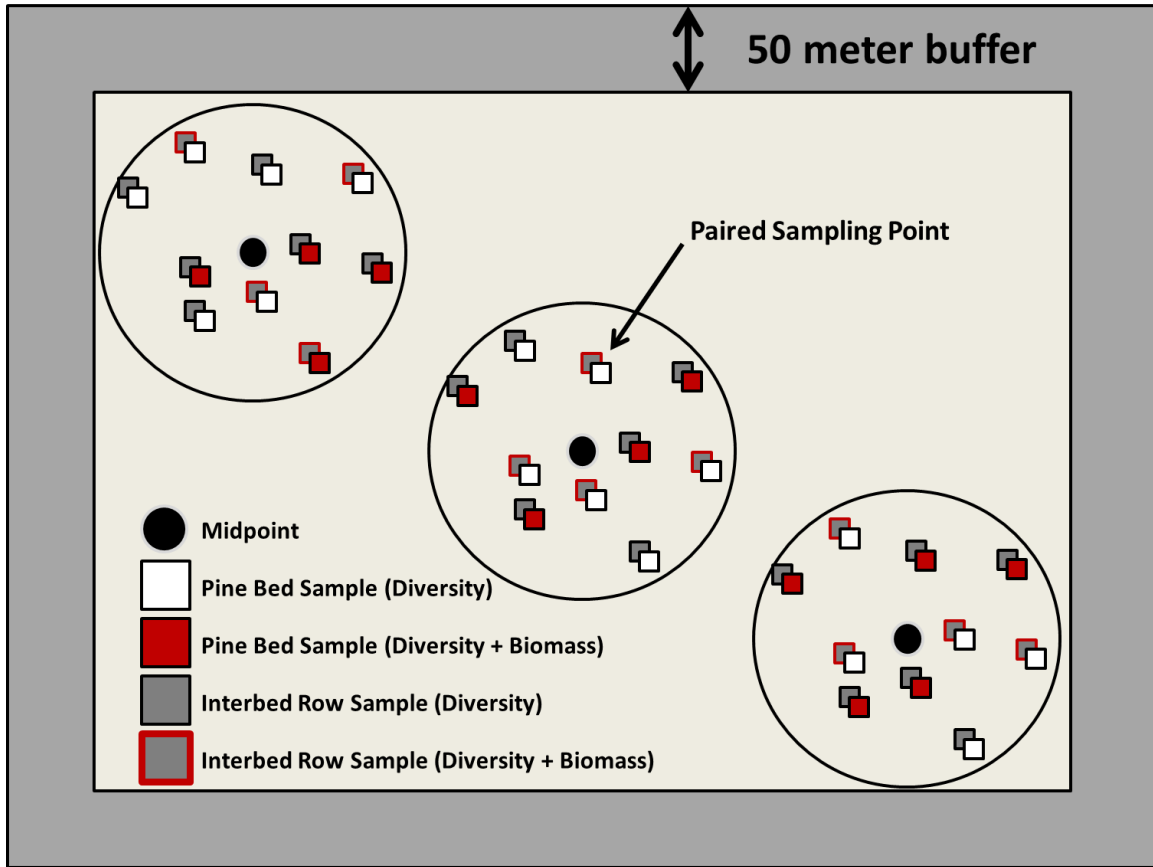 50 meter buffer
Paired Sampling Point
Midpoint
Pine Bed Sample (Diversity)
Pine Bed Sample (Diversity + Biomass)
Interbed Row Sample (Diversity)
Interbed Row Sample (Diversity + Biomass)